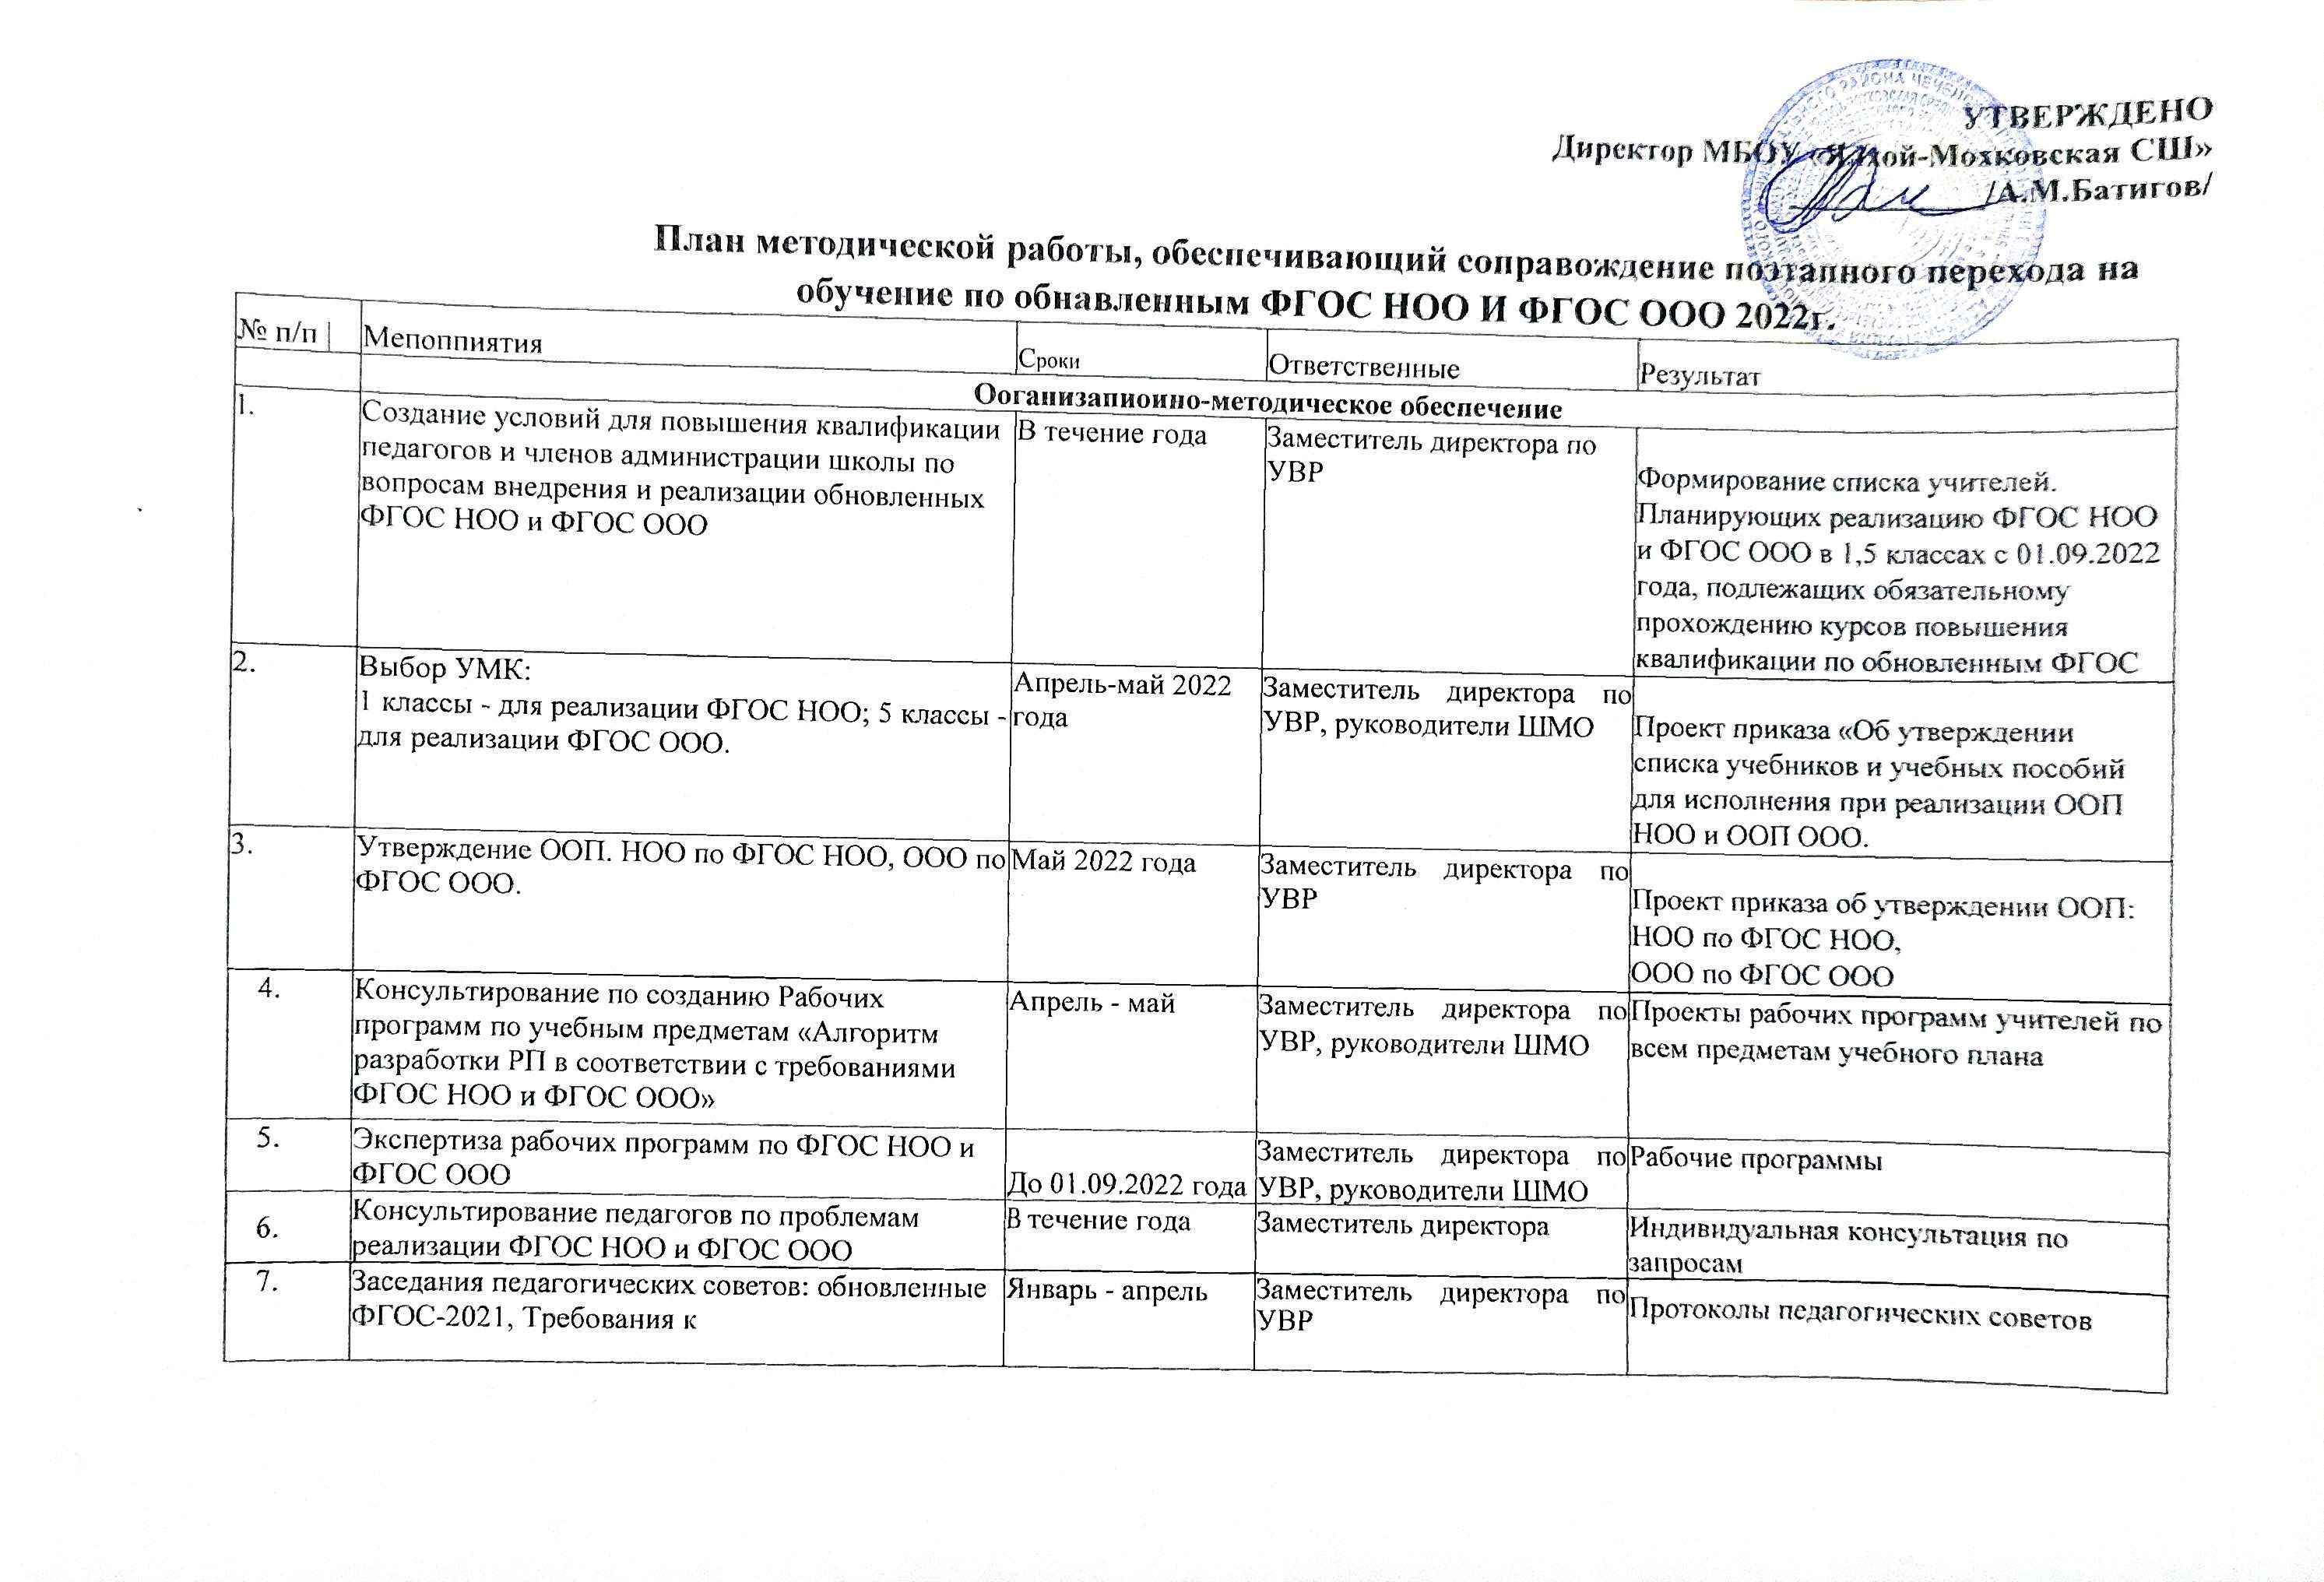 УТВЕРЖДЕНО
Директор МБОУ -Мохковская СШ»
/А.М.Батигов/
План методической работы, обеспечивающий соправождение поэтапного перехода на
обучение по обнавленным ФГОС НОО И ФГОС ООО 2022г.
№ п/п | Мепоппиятия Сроки Ответственные Результат
Ооганизапиоино-методическое обеспечение
1.
Создание условий для повышения квалификации
педагогов и членов администрации школы по
вопросам внедрения и реализации обновленных
ФГОС НОО и ФГОС ООО
В течение года
Заместитель директора по
УВР
Формирование списка учителей.
Планирующих реализацию ФГОС НОО
и ФГОС ООО в 1,5 классах с 01.09.2022
года, подлежащих обязательному
прохождению курсов повышения
квалификации по обновленным ФГОС
2.
Выбор УМК:
1 классы - для реализации ФГОС НОО; 5 классы -
для реализации ФГОС ООО.
Апрель-май 2022
года
Заместитель директора по
УВР, руководители ШМО
Проект приказа «Об утверждении
списка учебников и учебных пособий
для исполнения при реализации ООП
НОО и ООП ООО.
3.
Утверждение ООП. НОО по ФГОС НОО, ООО по
ФГОС ООО.
Май 2022 года
Заместитель директора по
УВР
Проект приказа об утверждении ООП:
НОО по ФГОС НОО,
ООО по ФГОС ООО
4.
Консультирование по созданию Рабочих
программ по учебным предметам «Алгоритм
разработки РП в соответствии с требованиями
ФГОС НОО и ФГОС ООО»
Апрель - май
Заместитель директора по
УВР, руководители ШМО
Проекты рабочих программ учителей по
всем предметам учебного плана
5.
Экспертиза рабочих программ по ФГОС НОО и
ФГОС ООО
До 01.09.2022 года
Заместитель директора по
УВР, руководители ШМО
Рабочие программы
6.
Консультирование педагогов по проблемам
реализации ФГОС НОО и ФГОС ООО
В течение года
Заместитель директора
Индивидуальная консультация по
запросам
7.
Заседания педагогических советов: обновленные
ФГОС-2021, Требования к
Январь - апрель
Заместитель директора по
УВР
Протоколы педагогических советов